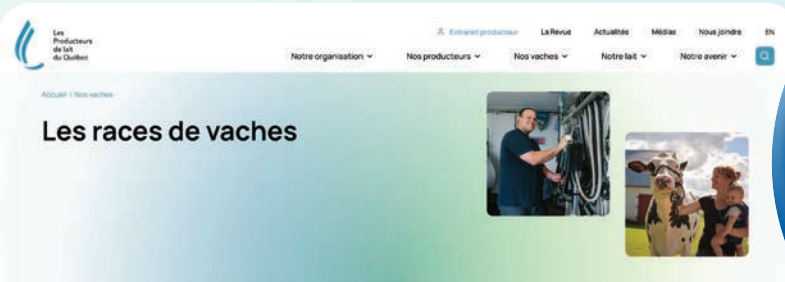 Les
Producteurs
de lait
du Québec
Extranet producteur
La Revue
Actualités
Médias
Nous joindre
EN
Notre organisation
Nos producteurs
Nos vaches
Notre lait
Notre avenir
Accueil | Nos vaches
Les races de vaches